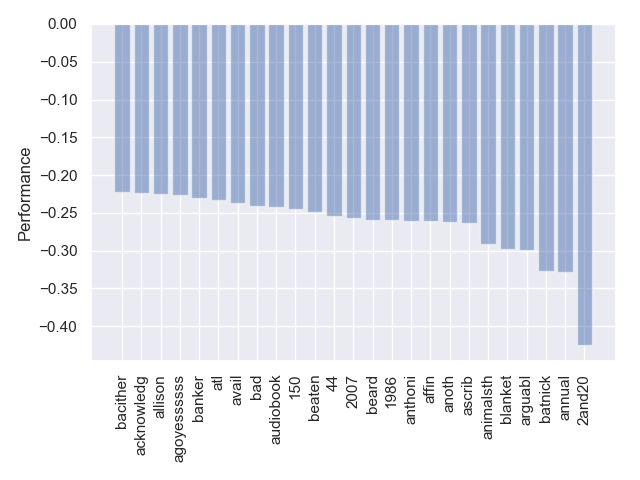 0.00
−0.05
−0.10
−0.15
−0.20
−0.25
−0.30
−0.35
−0.40
Performance
bacither
acknowledg
allison
agoyessssss
banker
atl
avail
bad
audiobook
150
beaten
44
2007
beard
1986
anthoni
affin
anoth
ascrib
animalsth
blanket
arguabl
batnick
annual
2and20